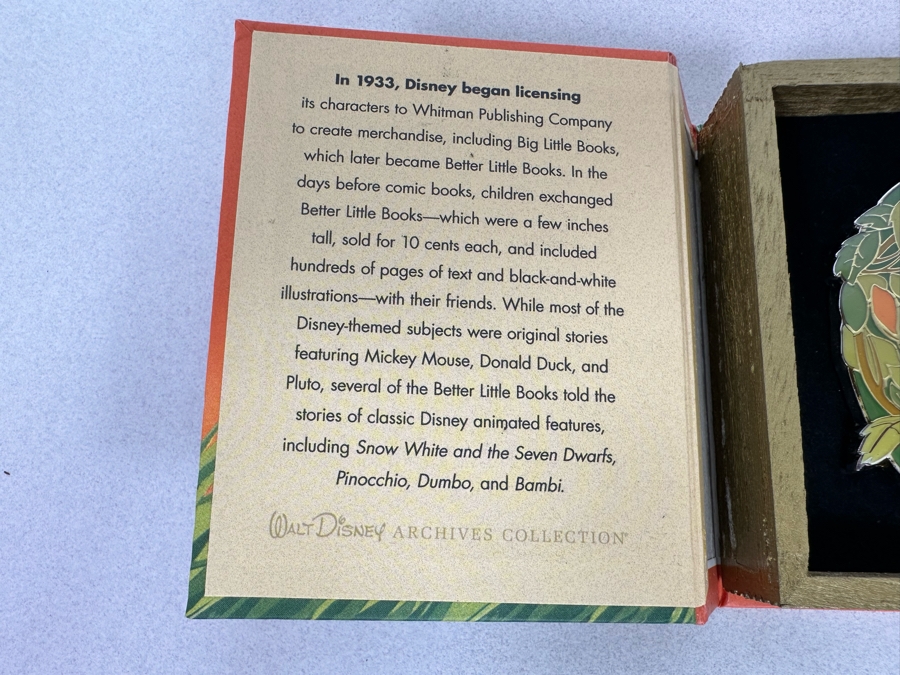 In 1933, Disney began licensing
its characters to Whitman Publishing Company
to create merchandise, including Big Little Books,
which later became Better Little Books. In the
days before comic books, children exchanged
Better Little Books—which were a few inches
tall, sold for 10 cents each, and included
hundreds of pages of text and black-and-white
illustrations—with their friends. While most of the
Disney-themed subjects were original stories
featuring Mickey Mouse, Donald Duck, and
Pluto, several of the Better Little Books told the
stories of classic Disney animated features,
including Snow White and the Seven Dwarfs,
Pinocchio, Dumbo, and Bambi.
WALT DISNEY ARCHIVES COLLECTION